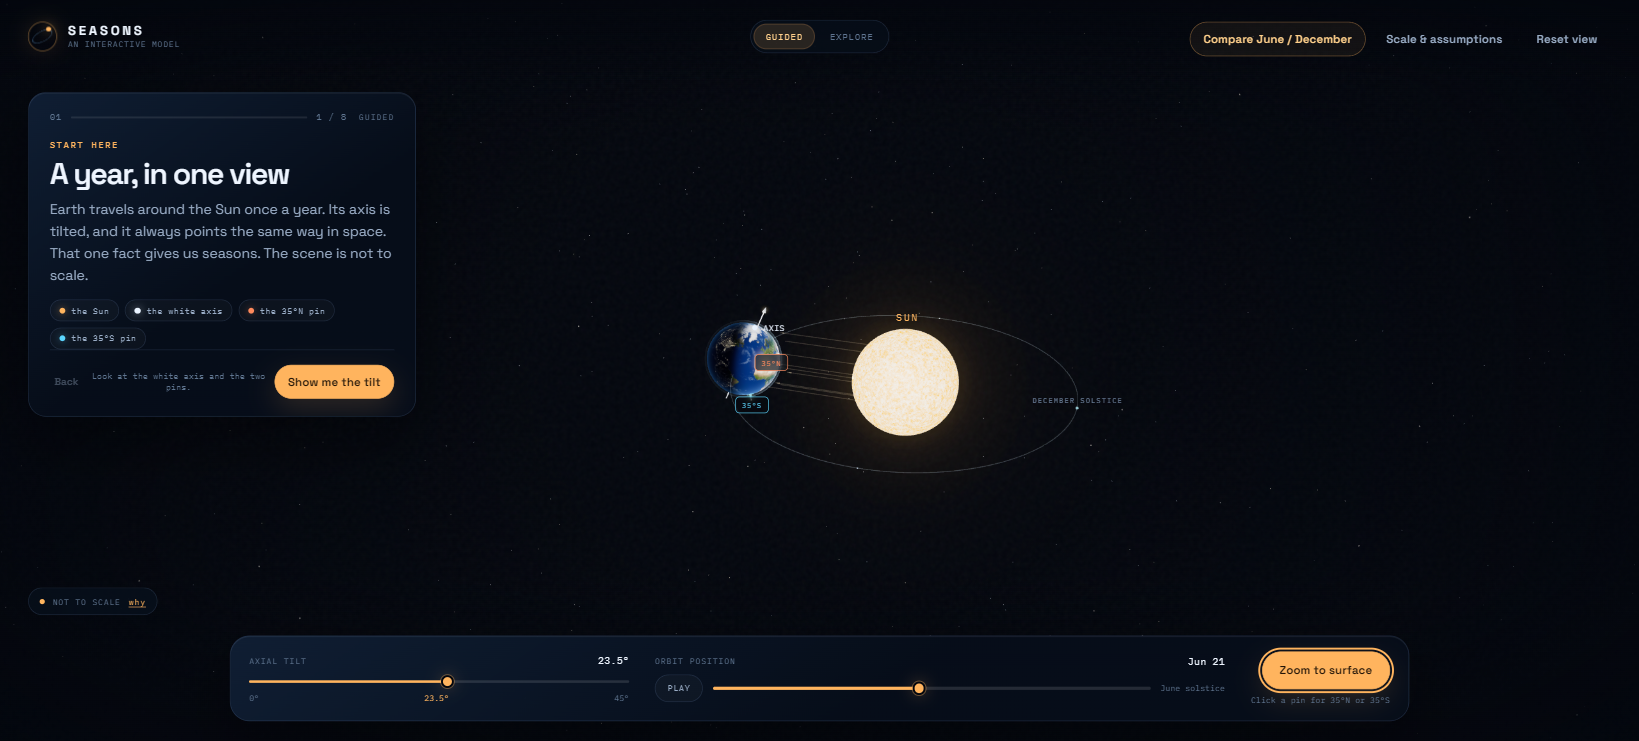 SEASONS
AN INTERACTIVE MODEL
GUIDED
EXPLORE
Compare June / December
Scale & assumptions
Reset view
01
1 / 8
GUIDED
START HERE
A year, in one view
Earth travels around the Sun once a year. Its axis is
tilted, and it always points the same way in space.
That one fact gives us seasons. The scene is not to
scale.
the Sun
the white axis
the 35°N pin
the 35°S pin
Back
Look at the white axis and the two
pins.
Show me the tilt
SUN
AXIS
35°N
35°S
DECEMBER SOLSTICE
NOT TO SCALE why
AXIAL TILT
23.5°
0°
23.5°
45°
ORBIT POSITION
Jun 21
PLAY
June solstice
Zoom to surface
Click a pin for 35°N or 35°S